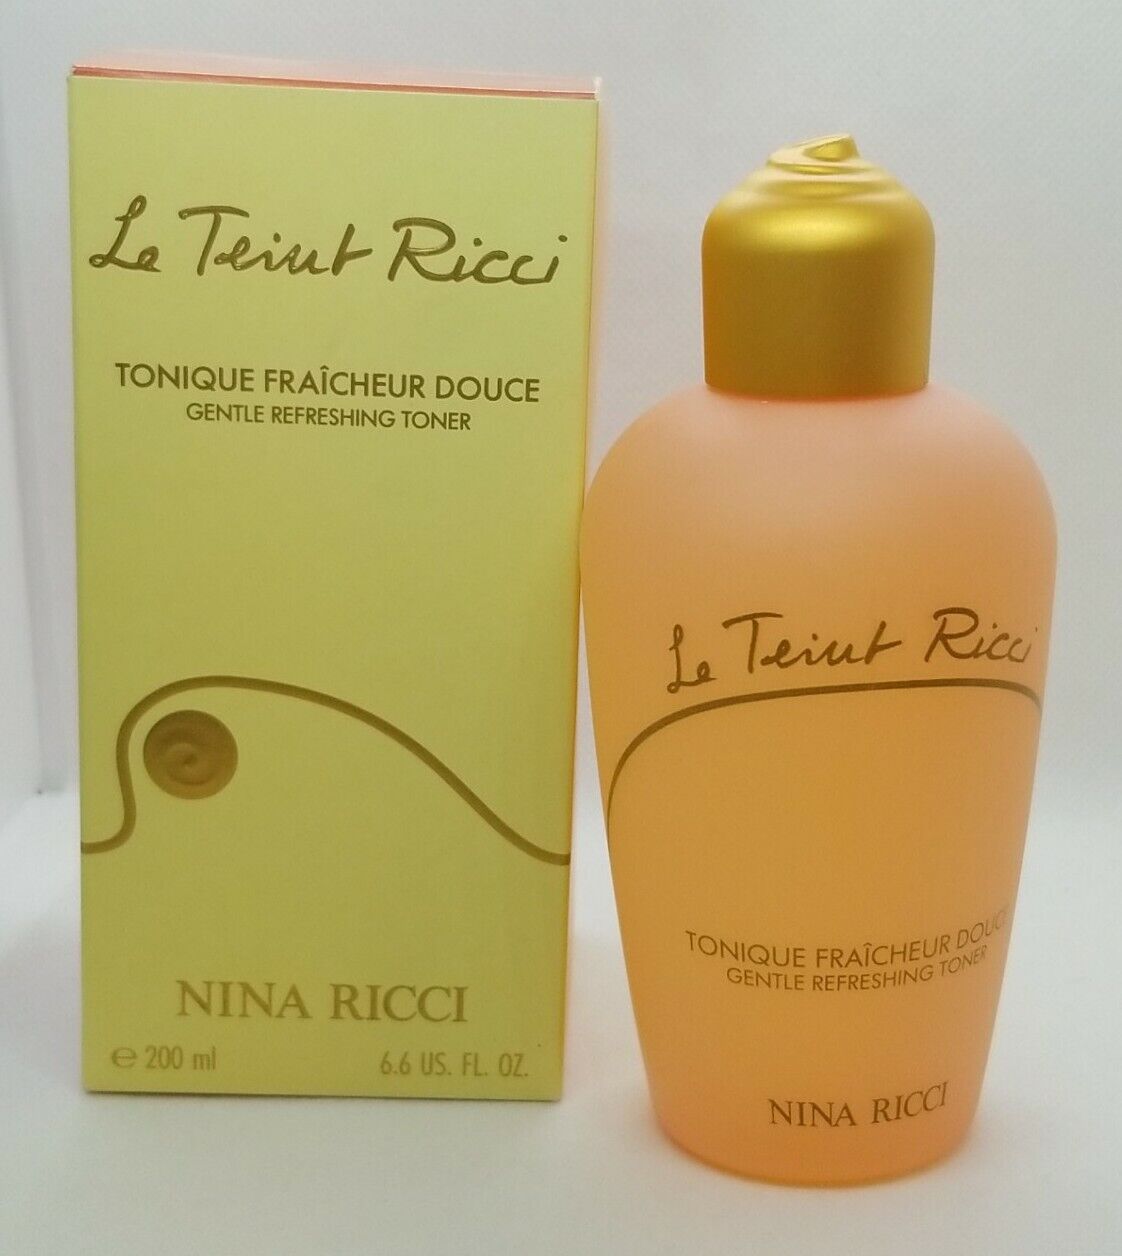 Le Teint Ricci
TONIQUE FRAÎCHEUR DOUCE
GENTLE REFRESHING TONER
NINA RICCI
℮ 200 ml 6.6 US. FL. OZ.
Le Teint Ricci
TONIQUE FRAÎCHEUR DOUCE
GENTLE REFRESHING TONER
NINA RICCI